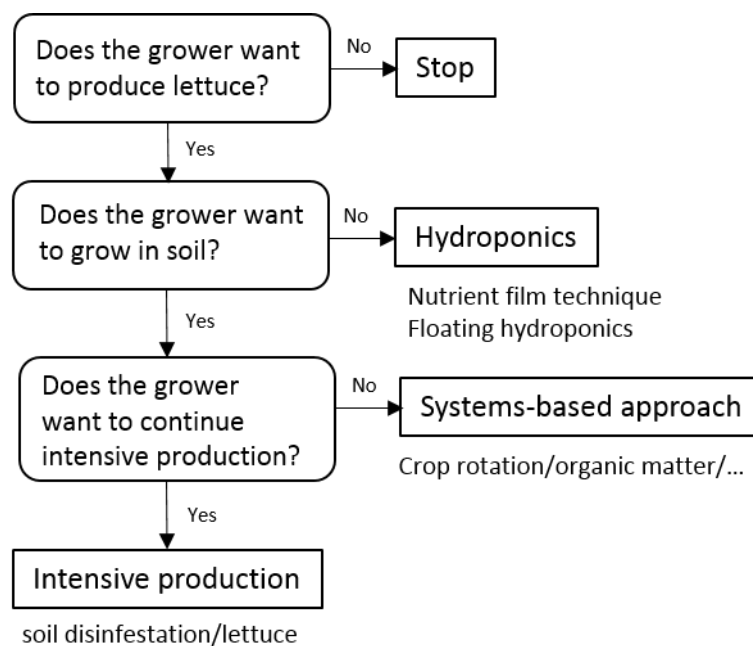 Does the grower want
to produce lettuce?
No
Stop
Yes
Does the grower want
to grow in soil?
No
Hydroponics
Nutrient film technique
Floating hydroponics
Yes
Does the grower
want to continue
intensive production?
No
Systems-based approach
Crop rotation/organic matter/...
Yes
Intensive production
soil disinfestation/lettuce